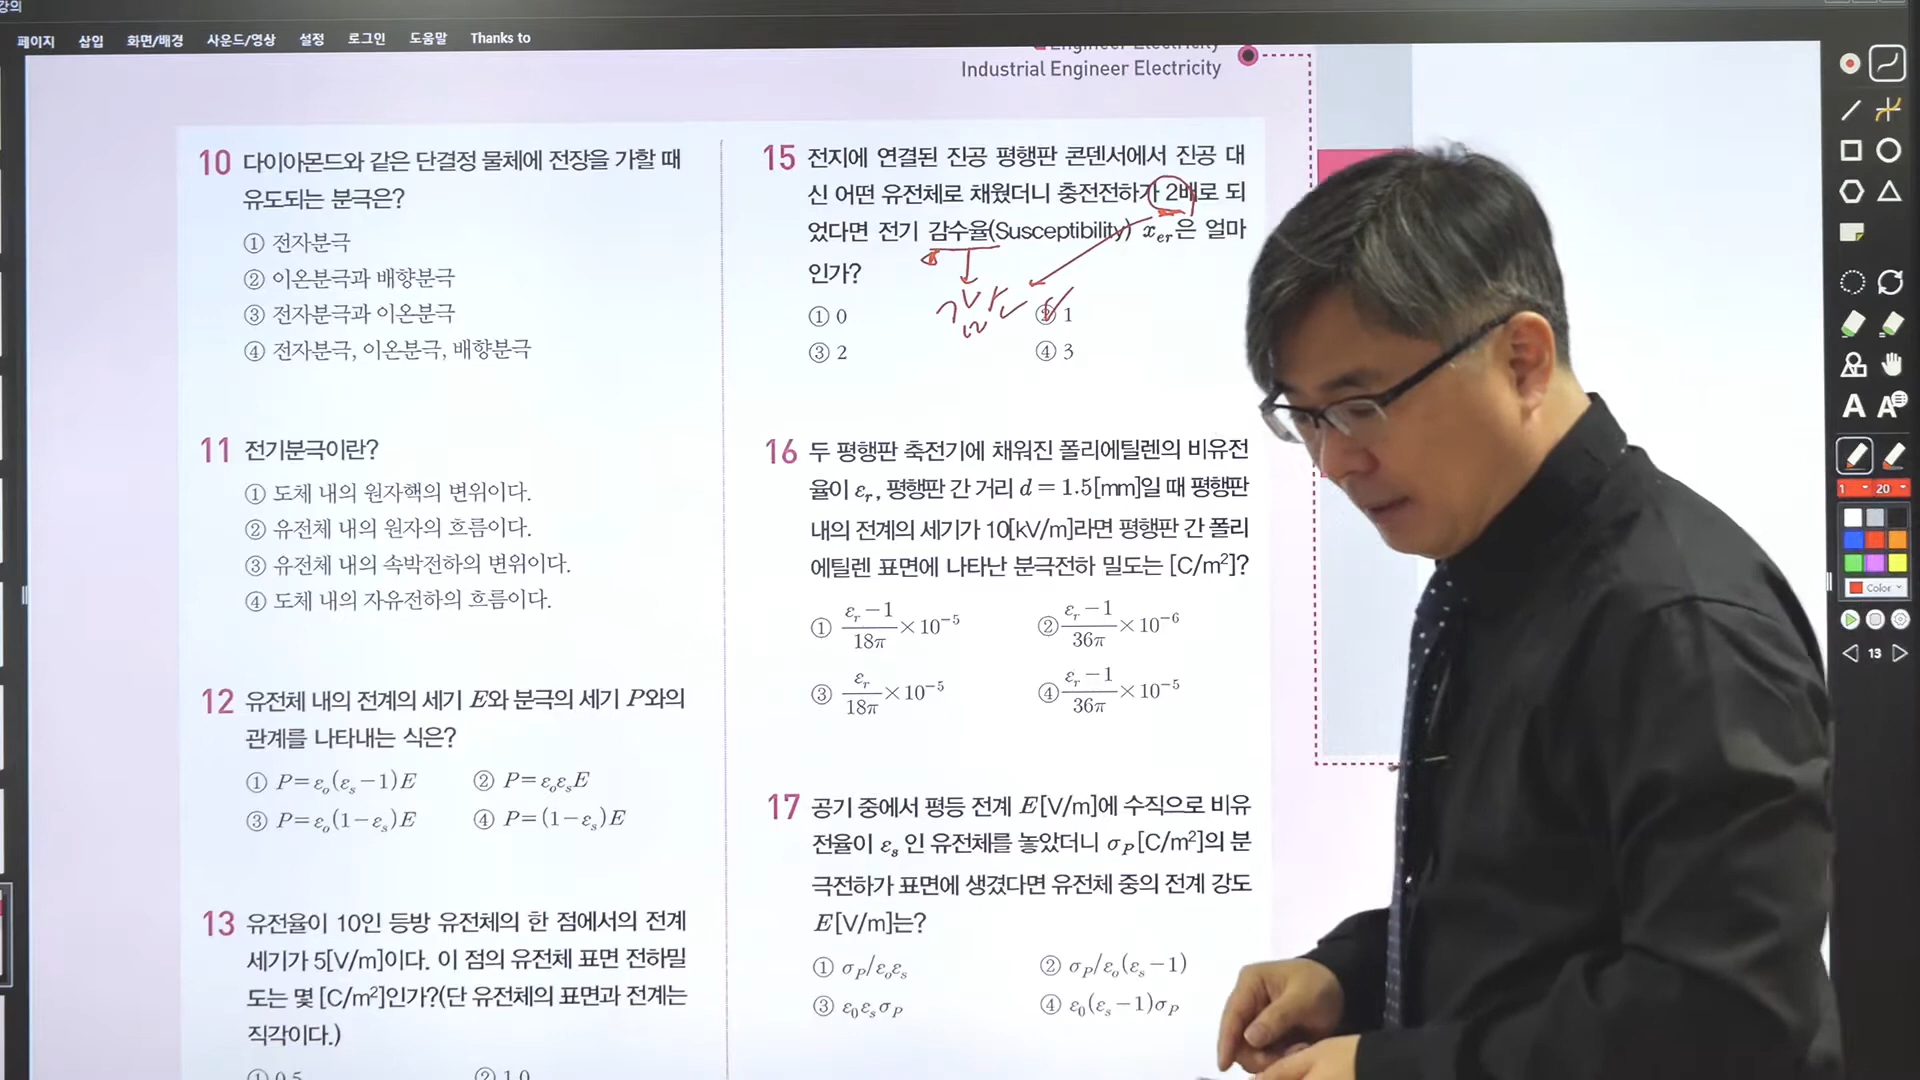 강의
페이지 삽입 화면/배경 사운드/영상 설정 로그인 도움말 Thanks to
Engineer Electricity
Industrial Engineer Electricity
10 다이아몬드와 같은 단결정 물체에 전장을 가할 때
유도되는 분극은?
① 전자분극
② 이온분극과 배향분극
③ 전자분극과 이온분극
④ 전자분극, 이온분극, 배향분극
11 전기분극이란?
① 도체 내의 원자핵의 변위이다.
② 유전체 내의 원자의 흐름이다.
③ 유전체 내의 속박전하의 변위이다.
④ 도체 내의 자유전하의 흐름이다.
12 유전체 내의 전계의 세기 E와 분극의 세기 P와의
관계를 나타내는 식은?
① P=ε₀(εₛ−1)E ② P=ε₀εₛE
③ P=ε₀(1−εₛ)E ④ P=(1−εₛ)E
13 유전율이 10인 등방 유전체의 한 점에서의 전계
세기가 5[V/m]이다. 이 점의 유전체 표면 전하밀
도는 몇 [C/m²]인가?(단 유전체의 표면과 전계는
직각이다.)
① 0.5 ② 1.0
15 전지에 연결된 진공 평행판 콘덴서에서 진공 대
신 어떤 유전체로 채웠더니 충전전하가 2배로 되
었다면 전기 감수율(Susceptibility) x_er은 얼마
인가?
① 0 ② 1
③ 2 ④ 3
16 두 평행판 축전기에 채워진 폴리에틸렌의 비유전
율이 εᵣ, 평행판 간 거리 d=1.5[mm]일 때 평행판
내의 전계의 세기가 10[kV/m]라면 평행판 간 폴리
에틸렌 표면에 나타난 분극전하 밀도는 [C/m²]?
① (εᵣ−1)/18π×10⁻⁵ ② (εᵣ−1)/36π×10⁻⁶
③ εᵣ/18π×10⁻⁵ ④ (εᵣ−1)/36π×10⁻⁵
17 공기 중에서 평등 전계 E[V/m]에 수직으로 비유
전율이 εₛ인 유전체를 놓았더니 σ_P[C/m²]의 분
극전하가 표면에 생겼다면 유전체 중의 전계 강도
E[V/m]는?
① σ_P/ε₀εₛ ② σ_P/ε₀(εₛ−1)
③ ε₀εₛσ_P ④ ε₀(εₛ−1)σ_P
1 20
Color
13